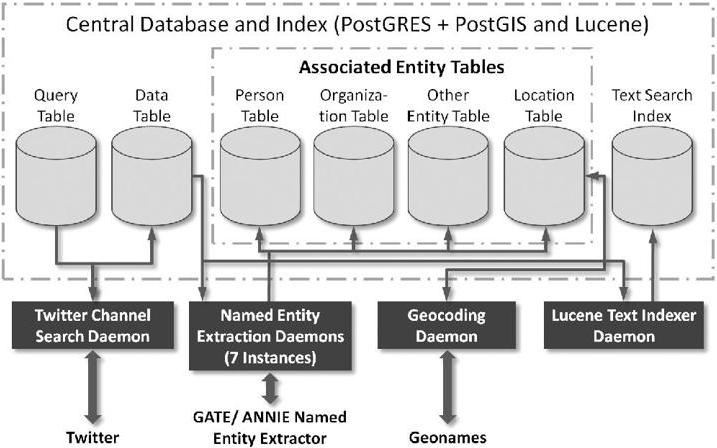 Central Database and Index (PostGRES + PostGIS and Lucene)
Associated Entity Tables
Query
Table
Data
Table
Person
Table
Organiza-
tion Table
Other
Entity Table
Location
Table
Text Search
Index
Twitter Channel
Search Daemon
Named Entity
Extraction Daemons
(7 Instances)
Geocoding
Daemon
Lucene Text Indexer
Daemon
Twitter
GATE/ ANNIE Named
Entity Extractor
Geonames